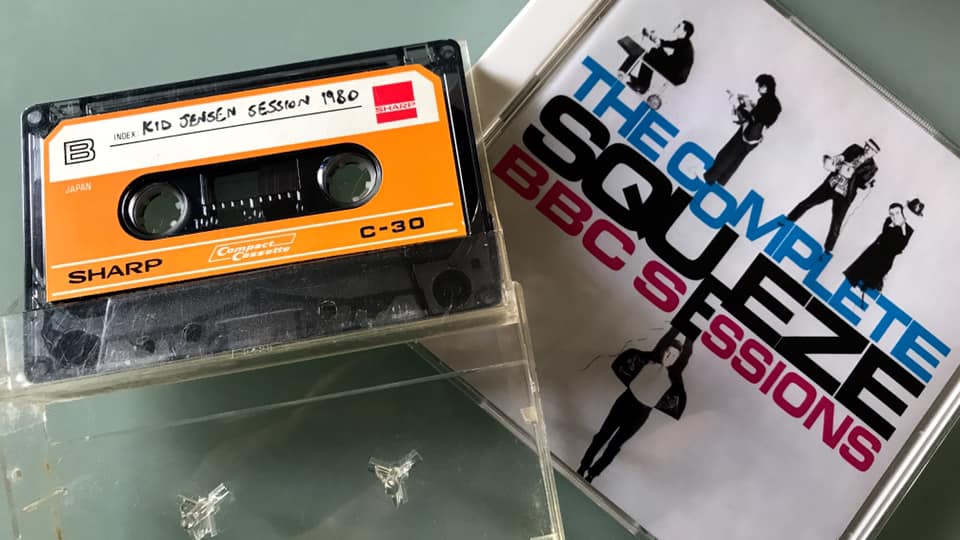 B
INDEX: KID JENSEN SESSION 1980
SHARP
JAPAN
Compact
Cassette
C-30
SHARP
THE COMPLETE
SQUEEZE
BBC SESSIONS